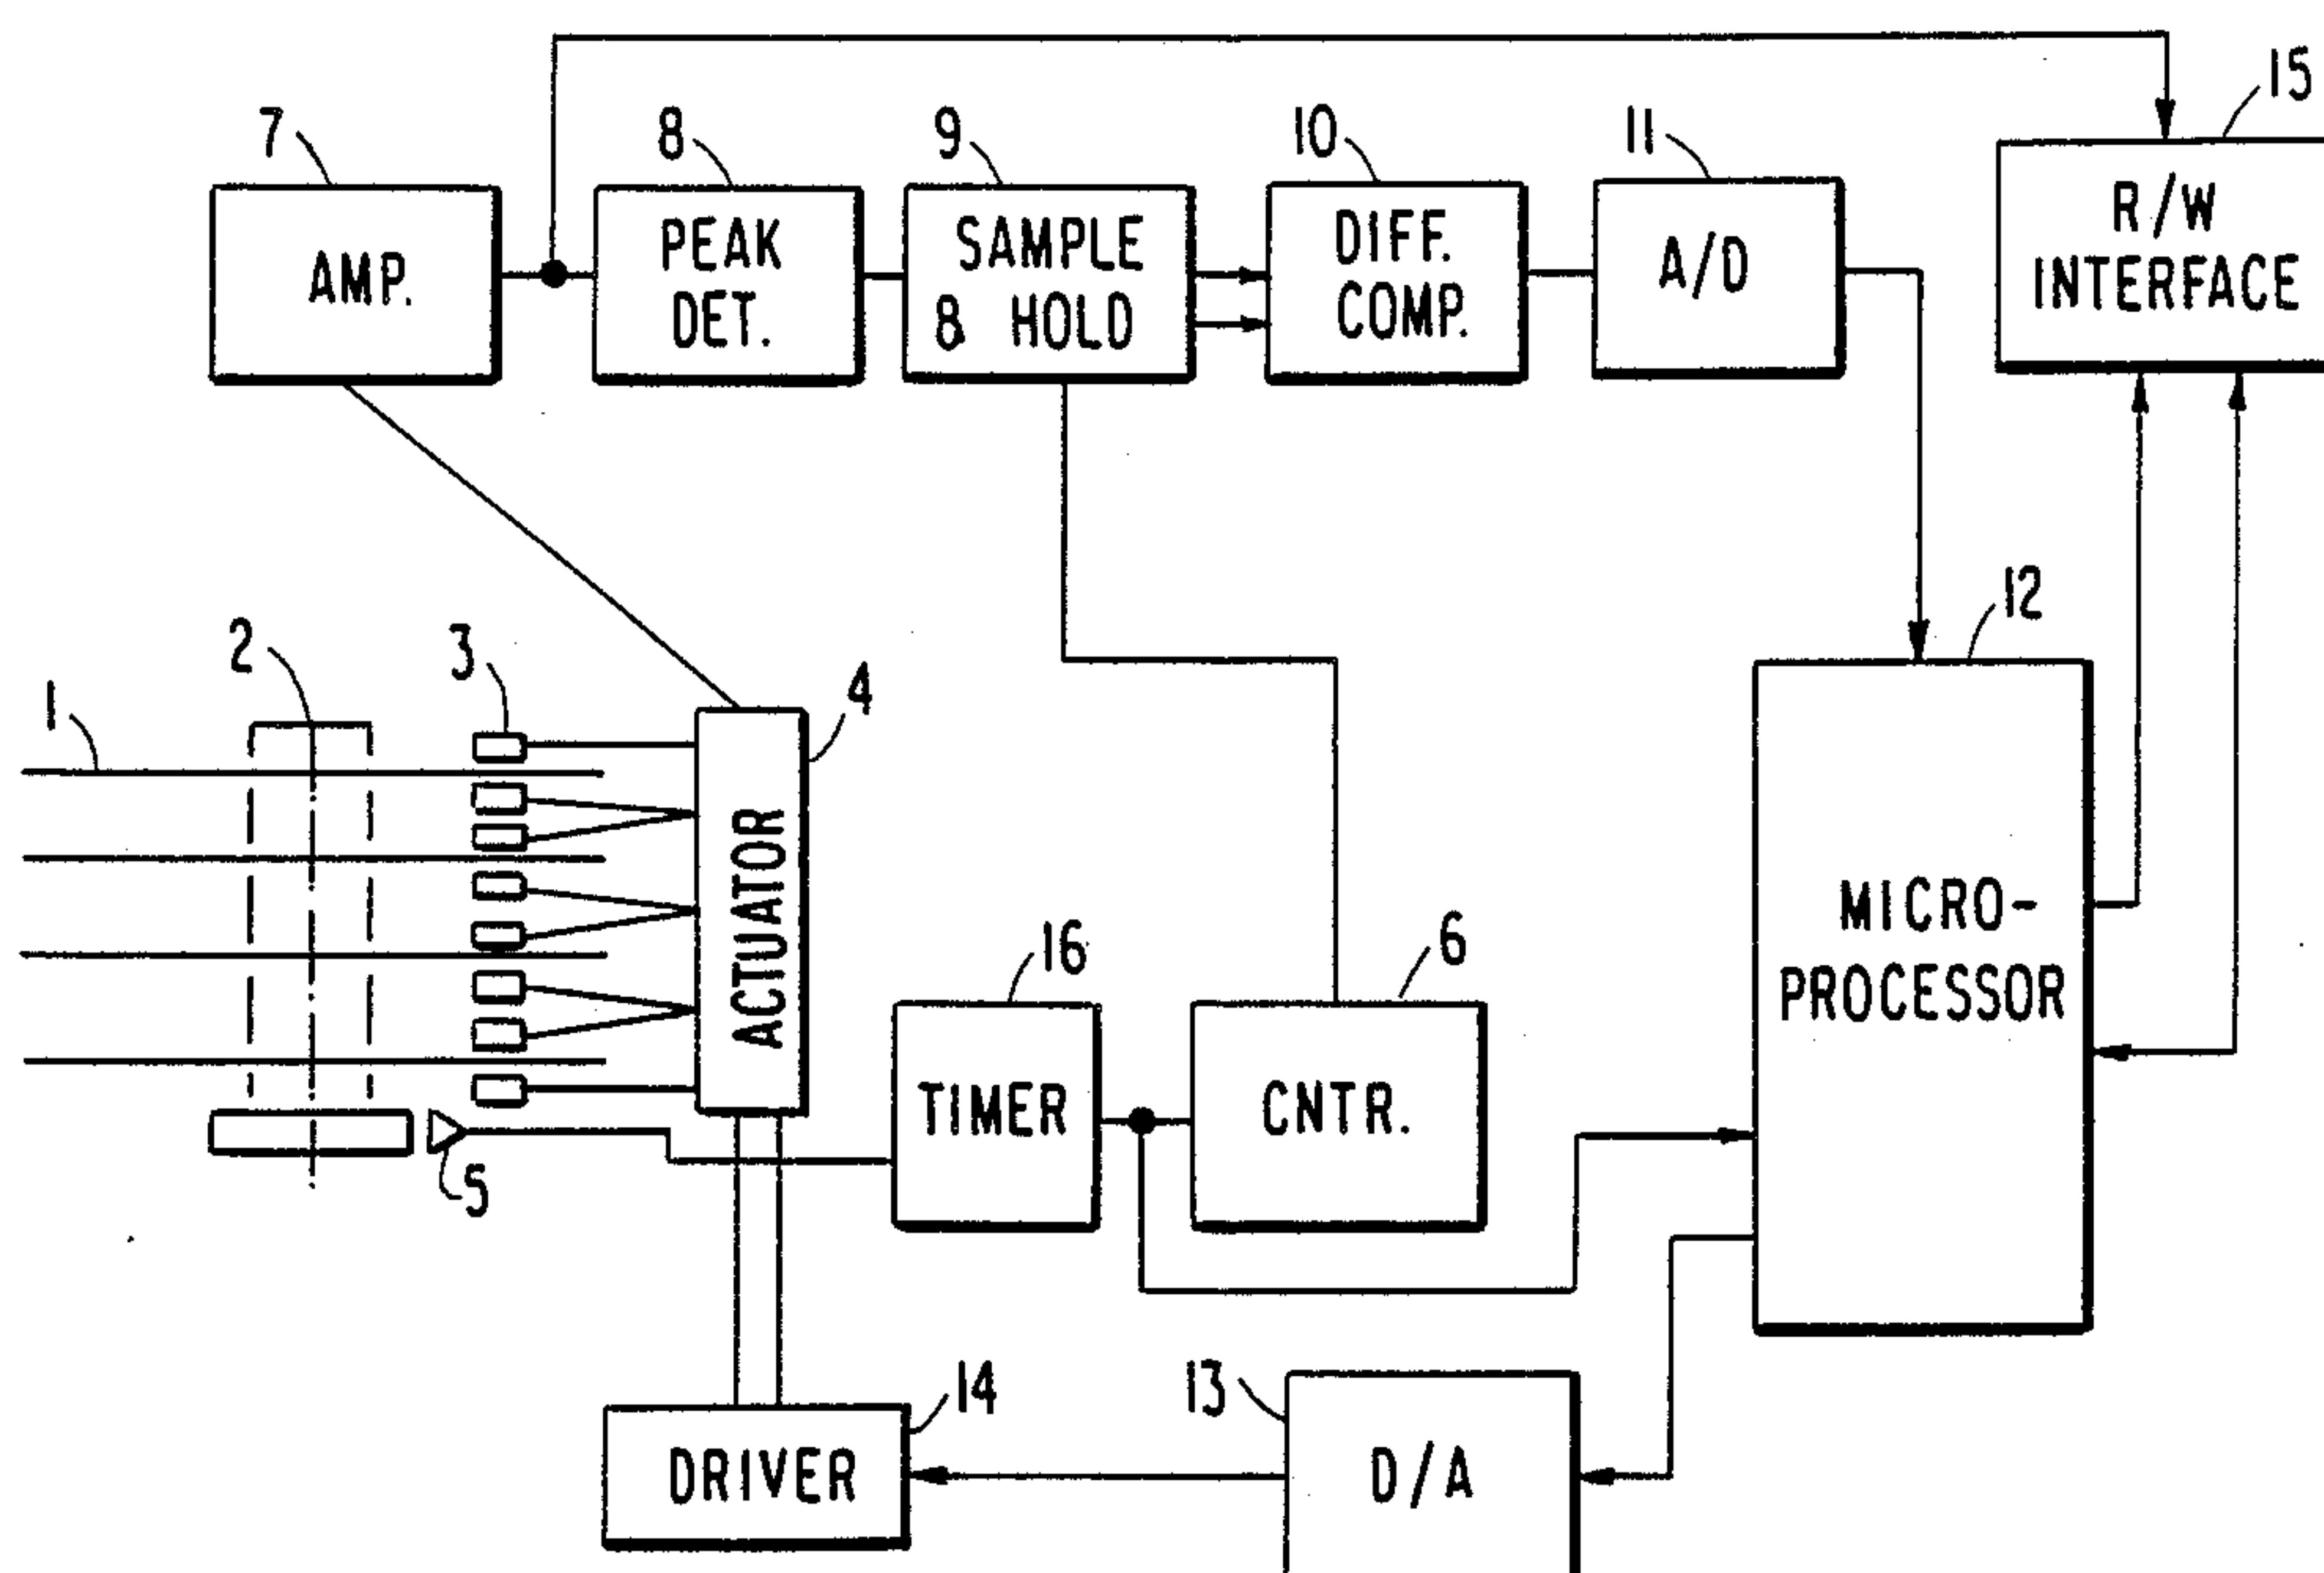 15
7
8
9
10
11
AMP.
PEAK
DET.
SAMPLE
& HOLD
DIFF.
COMP.
A/D
R/W
INTERFACE
12
2
3
1
4
ACTUATOR
MICRO-
PROCESSOR
16
6
TIMER
CNTR.
5
14
13
DRIVER
D/A